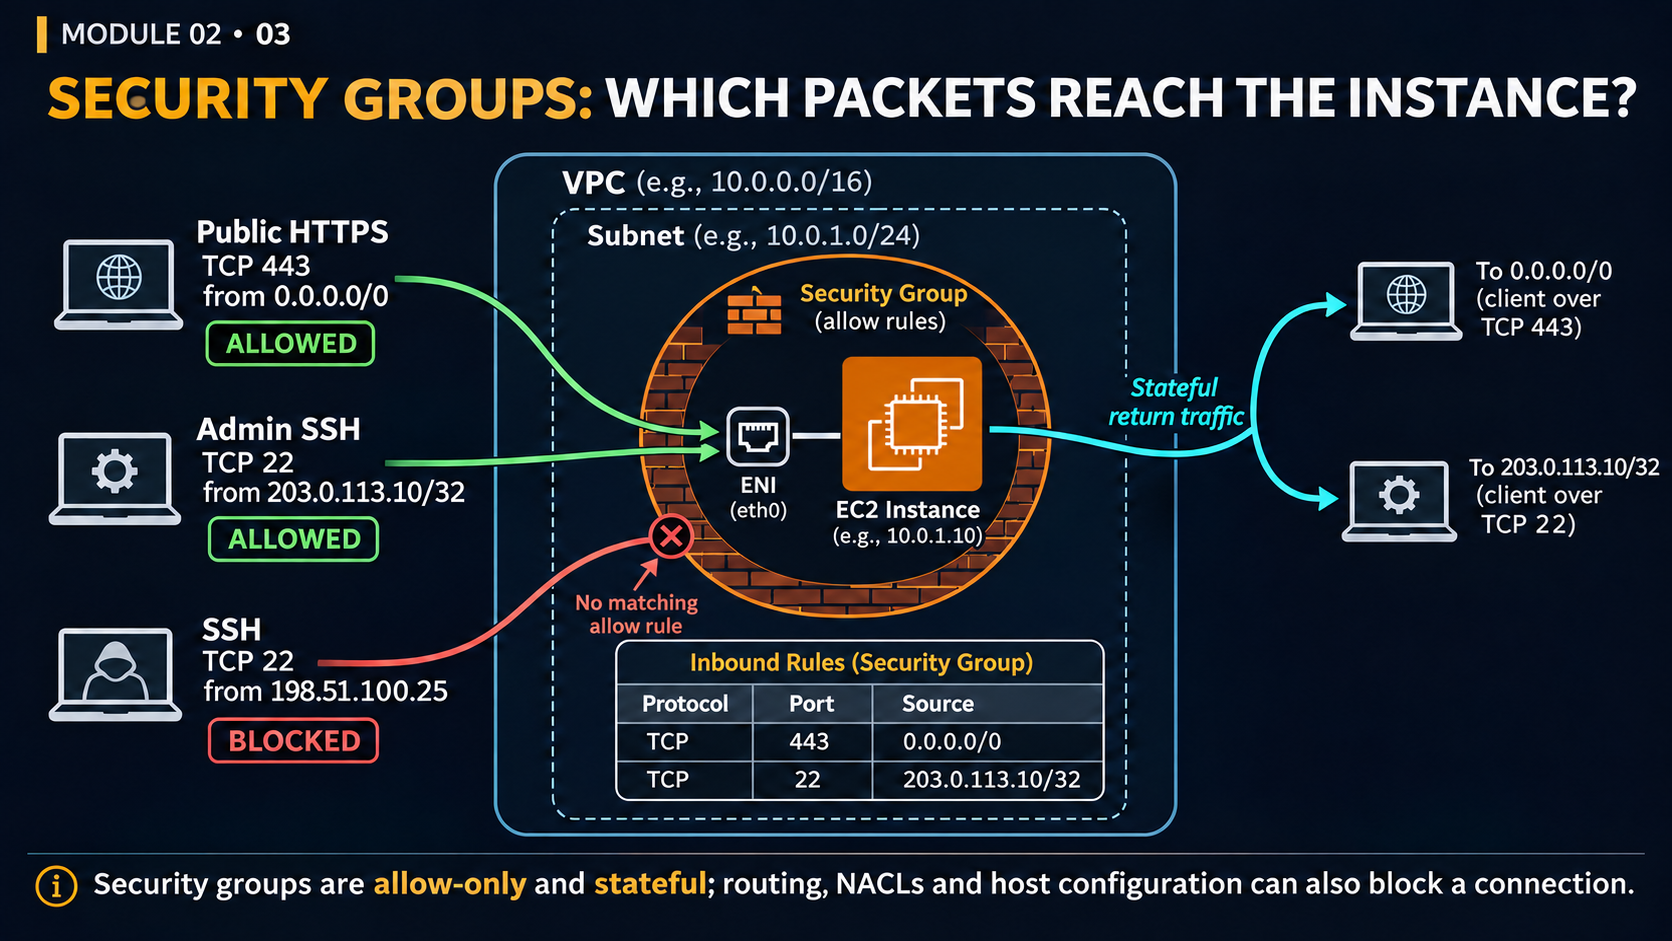 MODULE 02 • 03
SECURITY GROUPS: WHICH PACKETS REACH THE INSTANCE?
VPC (e.g., 10.0.0.0/16)
Subnet (e.g., 10.0.1.0/24)
Public HTTPS
TCP 443
from 0.0.0.0/0
ALLOWED
Admin SSH
TCP 22
from 203.0.113.10/32
ALLOWED
SSH
TCP 22
from 198.51.100.25
BLOCKED
Security Group
(allow rules)
ENI
(eth0)
EC2 Instance
(e.g., 10.0.1.10)
No matching
allow rule
Stateful
return traffic
To 0.0.0.0/0
(client over
TCP 443)
To 203.0.113.10/32
(client over
TCP 22)
Inbound Rules (Security Group)
Protocol Port Source
TCP 443 0.0.0.0/0
TCP 22 203.0.113.10/32
Security groups are allow-only and stateful; routing, NACLs and host configuration can also block a connection.